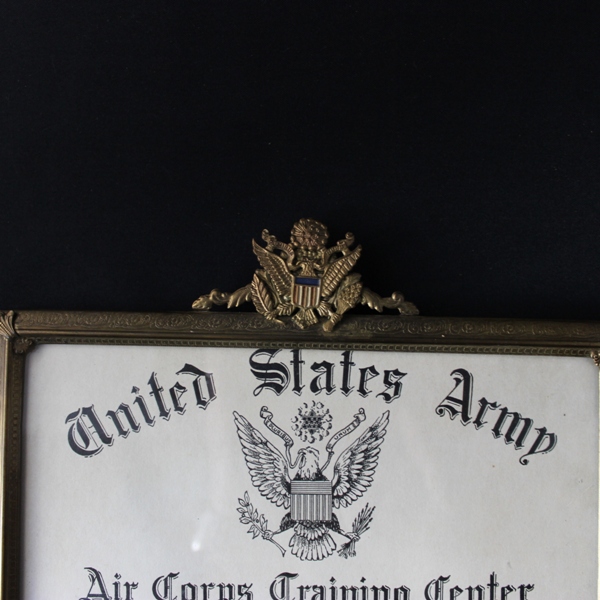 United States Army
Air Corps Training Center